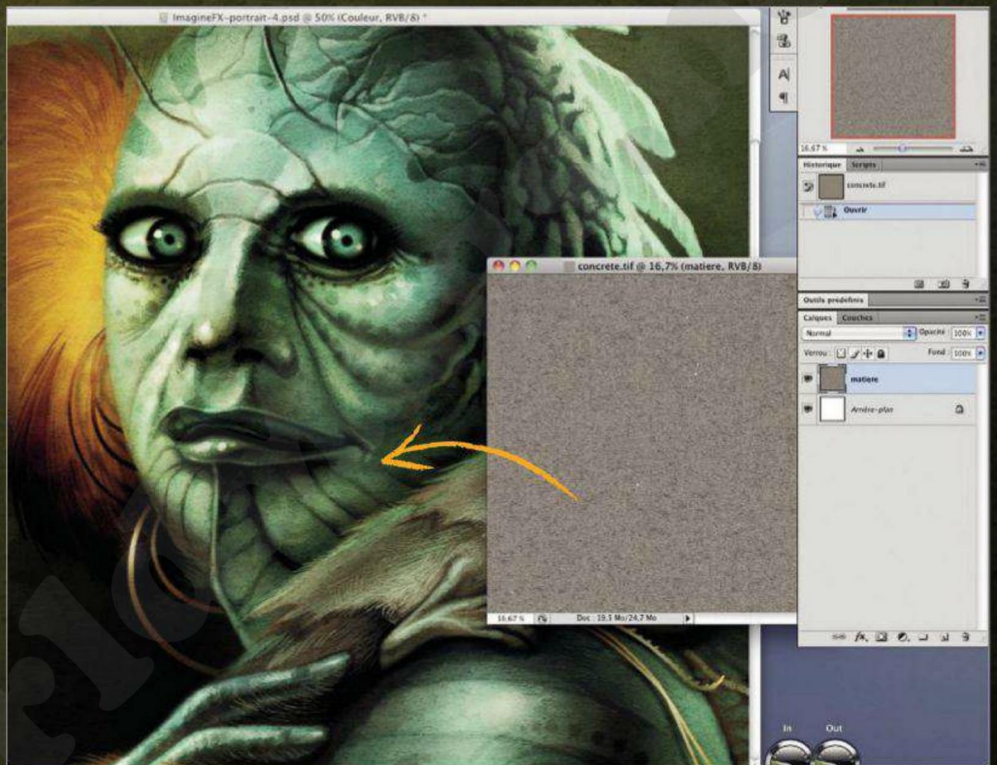 ImagineFX-portrait-4.psd @ 50% (Couleur, RVB/8) *
16,67 %
Historique Scripts
concrete.tif
Ouvrir
concrete.tif @ 16,7% (matiere, RVB/8)
Outils prédéfinis
Calques Couches
Normal Opacité : 100%
Verrou : Fond : 100%
matiere
Arrière-plan
16,67 % Doc : 19,5 Mo/24,7 Mo
fx.
In Out